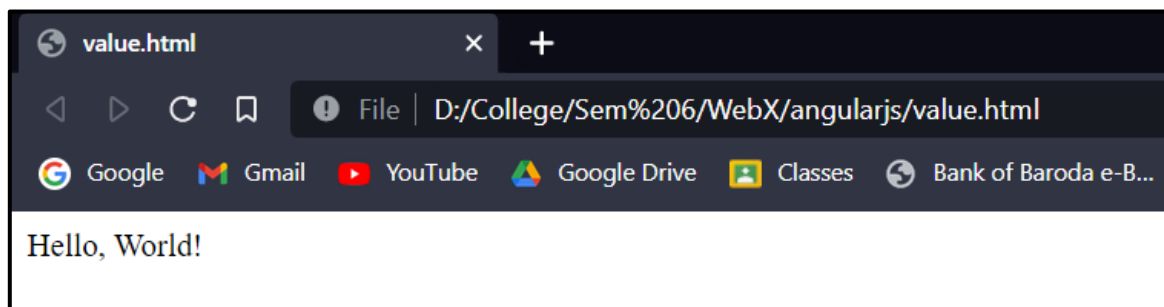 value.html
File D:/College/Sem%206/WebX/angularjs/value.html
Google Gmail YouTube Google Drive Classes Bank of Baroda e-B...
Hello, World!